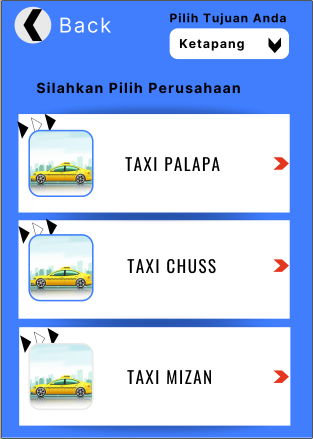 Back
Pilih Tujuan Anda
Ketapang
Silahkan Pilih Perusahaan
TAXI PALAPA
TAXI CHUSS
TAXI MIZAN